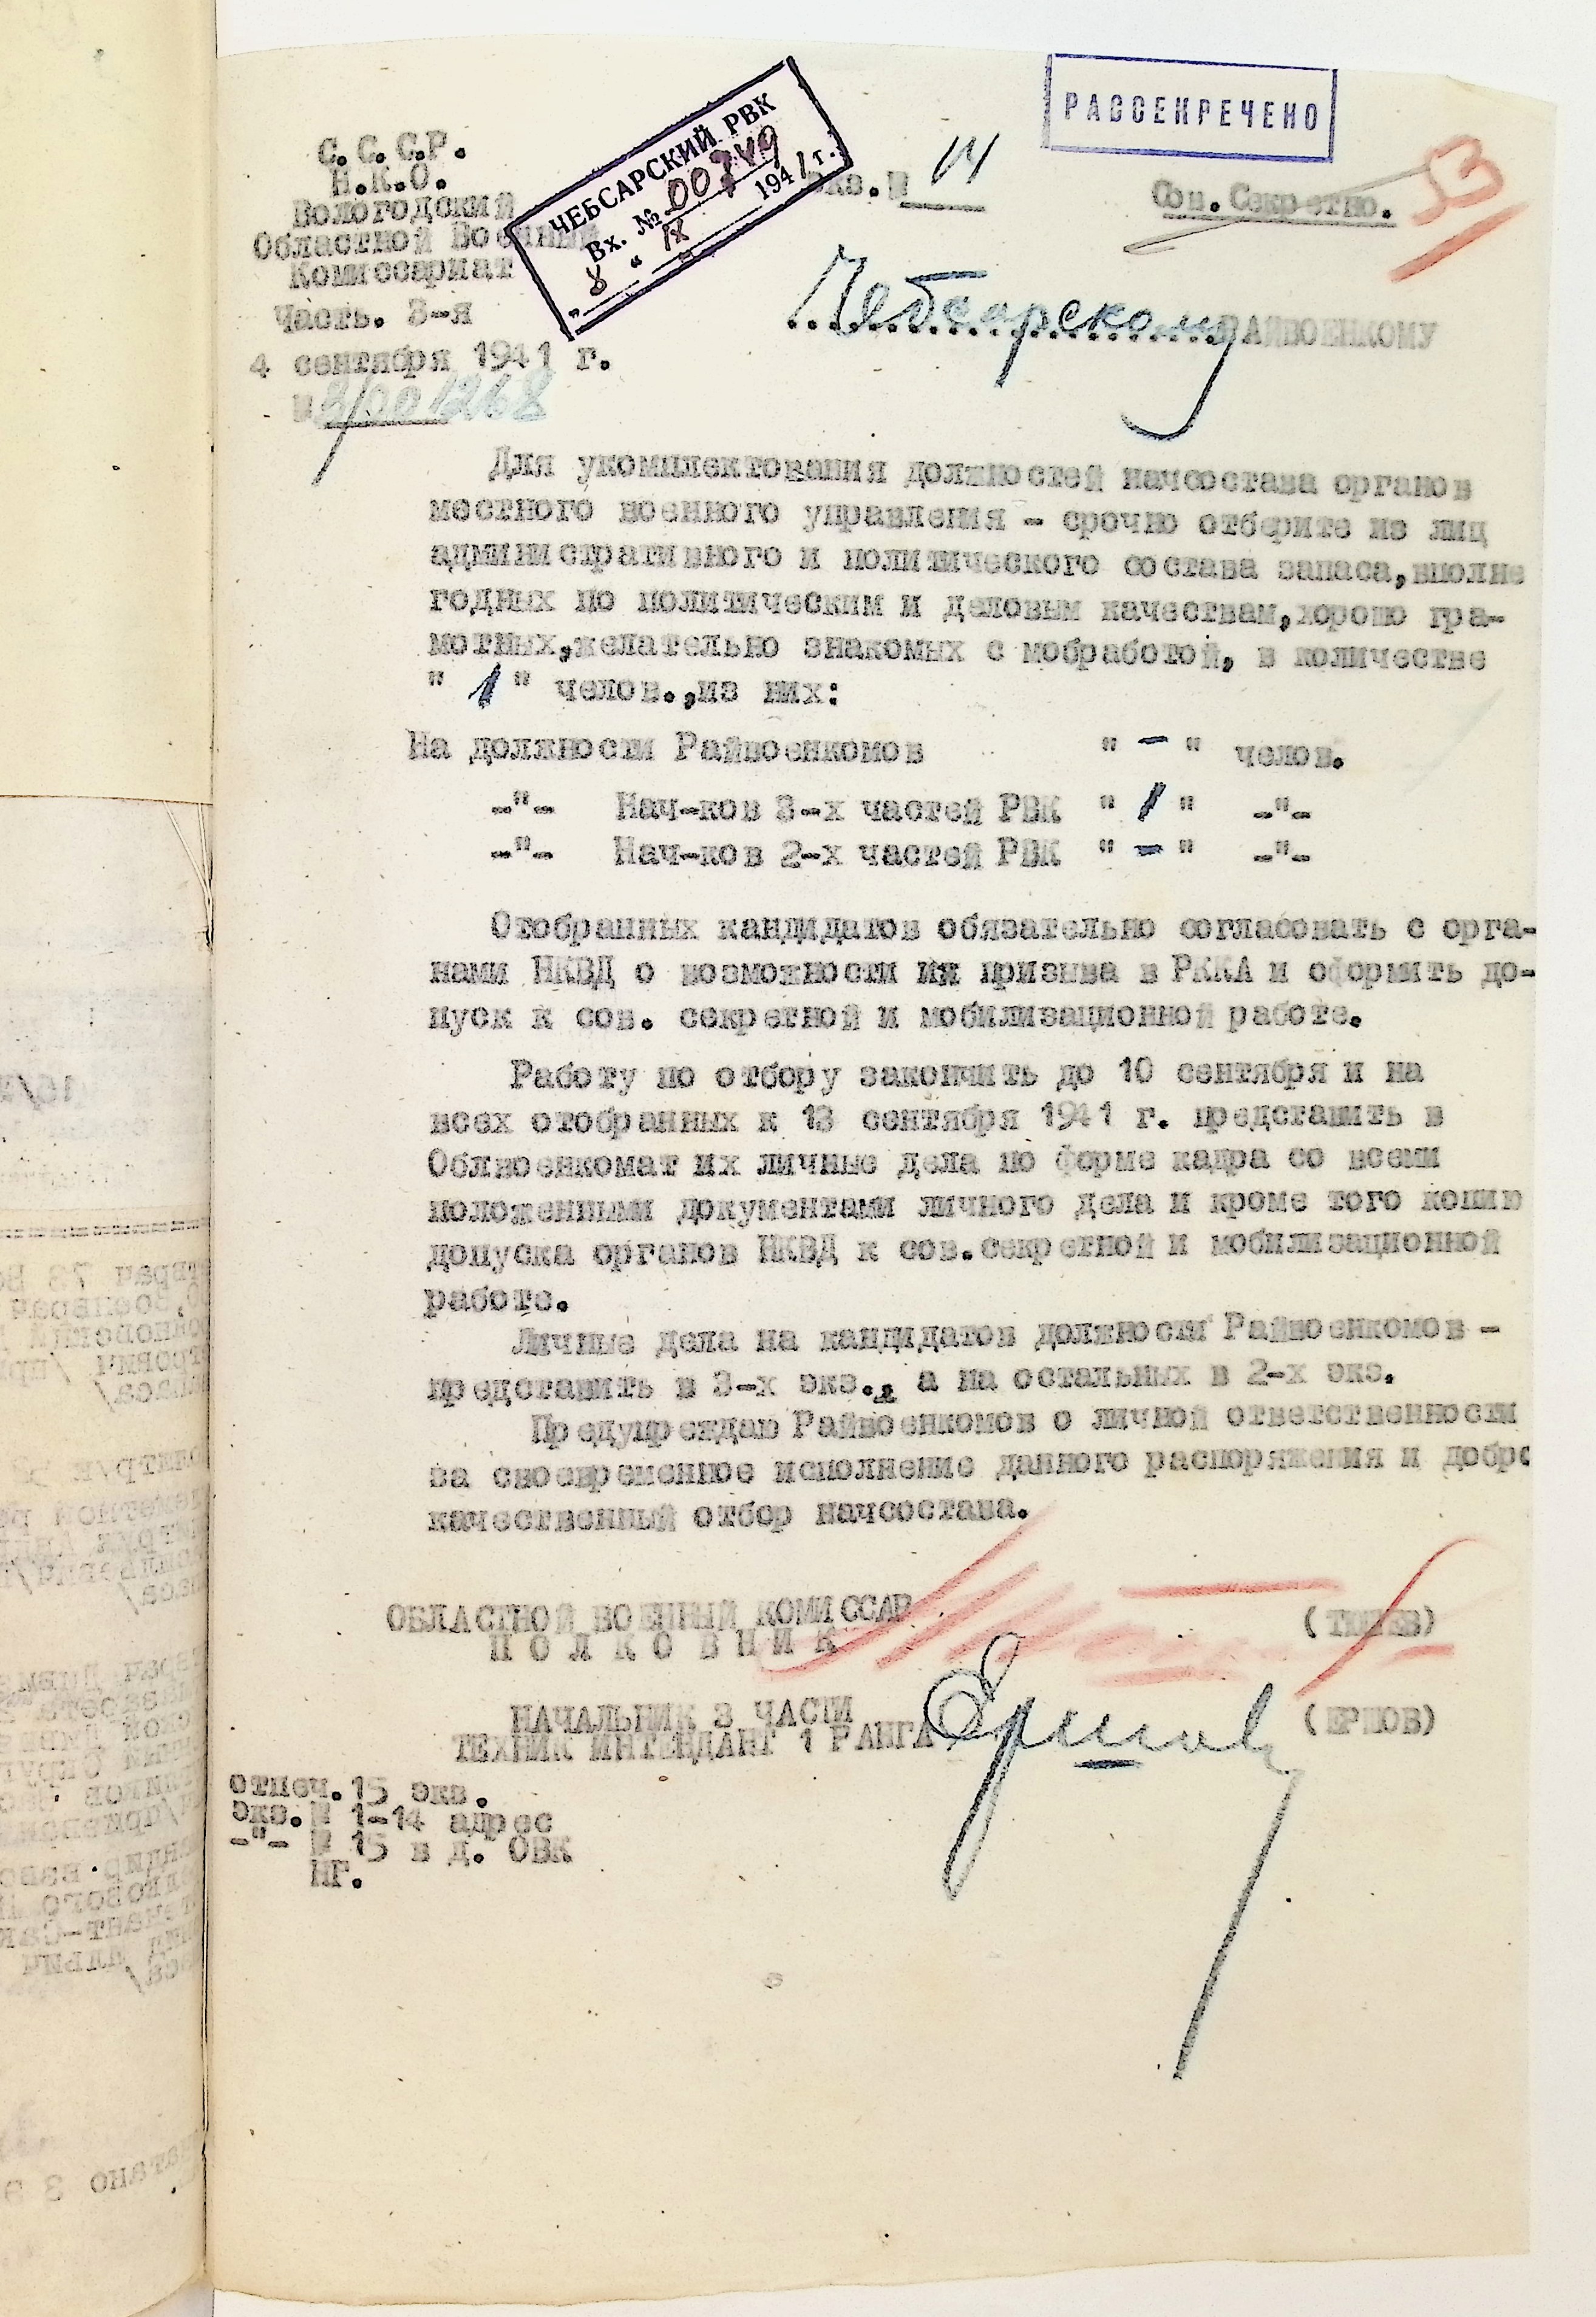 РАССЕКРЕЧЕНО
ЧЕБСАРСКИЙ РВК
Вх. № 00749
" 8 " IX 1941 г.
С.С.С.Р.
Н.К.О.
Вологодский
Областной Военный
Комиссариат
Часть. 3-я
4 сентября 1941 г.
№ 3/001268
экз.№ 14
Сов. Секретно.
53
Чебсарскому РАЙВОЕНКОМУ
Для укомплектования должностей начсостава органов
местного военного управления - срочно отберите из лиц
административного и политического состава запаса,вполне
годных по политическим и деловым качествам,хорошо гра-
мотных,желательно знакомых с мобработой, в количестве
" 1 " челов.,из них:
На должности Райвоенкомов " - " челов.
-"- Нач-ков 3-х частей РВК " 1 " -"-
-"- Нач-ков 2-х частей РВК " - " -"-
Отобранных кандидатов обязательно согласовать с орга-
нами НКВД о возможности их призыва в РККА и оформить до-
пуск к сов. секретной и мобилизационной работе.
Работу по отбору закончить до 10 сентября и на
всех отобранных к 13 сентября 1941 г. представить в
Облвоенкомат их личные дела по форме кадра со всеми
положенными документами личного дела и кроме того копию
допуска органов НКВД к сов.секретной и мобилизационной
работе.
Личные дела на кандидатов должности Райвоенкомов -
представить в 3-х экз., а на остальных в 2-х экз.
Предупреждаю Райвоенкомов о личной ответственности
за своевременное исполнение данного распоряжения и добро
качественный отбор начсостава.
ОБЛАСТНОЙ ВОЕННЫЙ КОМИССАР
П О Л К О В Н И К
НАЧАЛЬНИК 3 ЧАСТИ
ТЕХНИК ИНТЕНДАНТ 1 РАНГА Ершов (ЕРШОВ)
отпеч.15 экз.
экз.№ 1-14 адрес
-"- № 15 в д. ОВК
НГ.